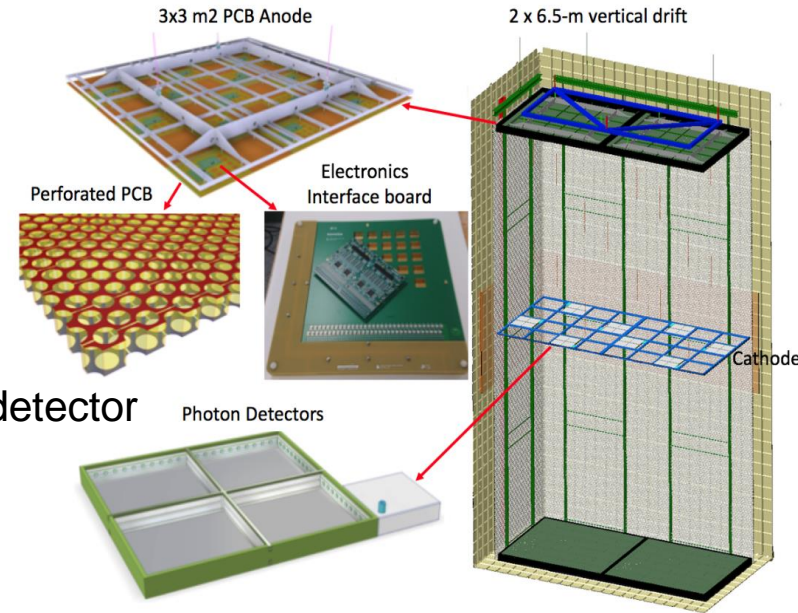 3x3 m2 PCB Anode
2 x 6.5-m vertical drift
Perforated PCB
Electronics
Interface board
Cathode
detector
Photon Detectors